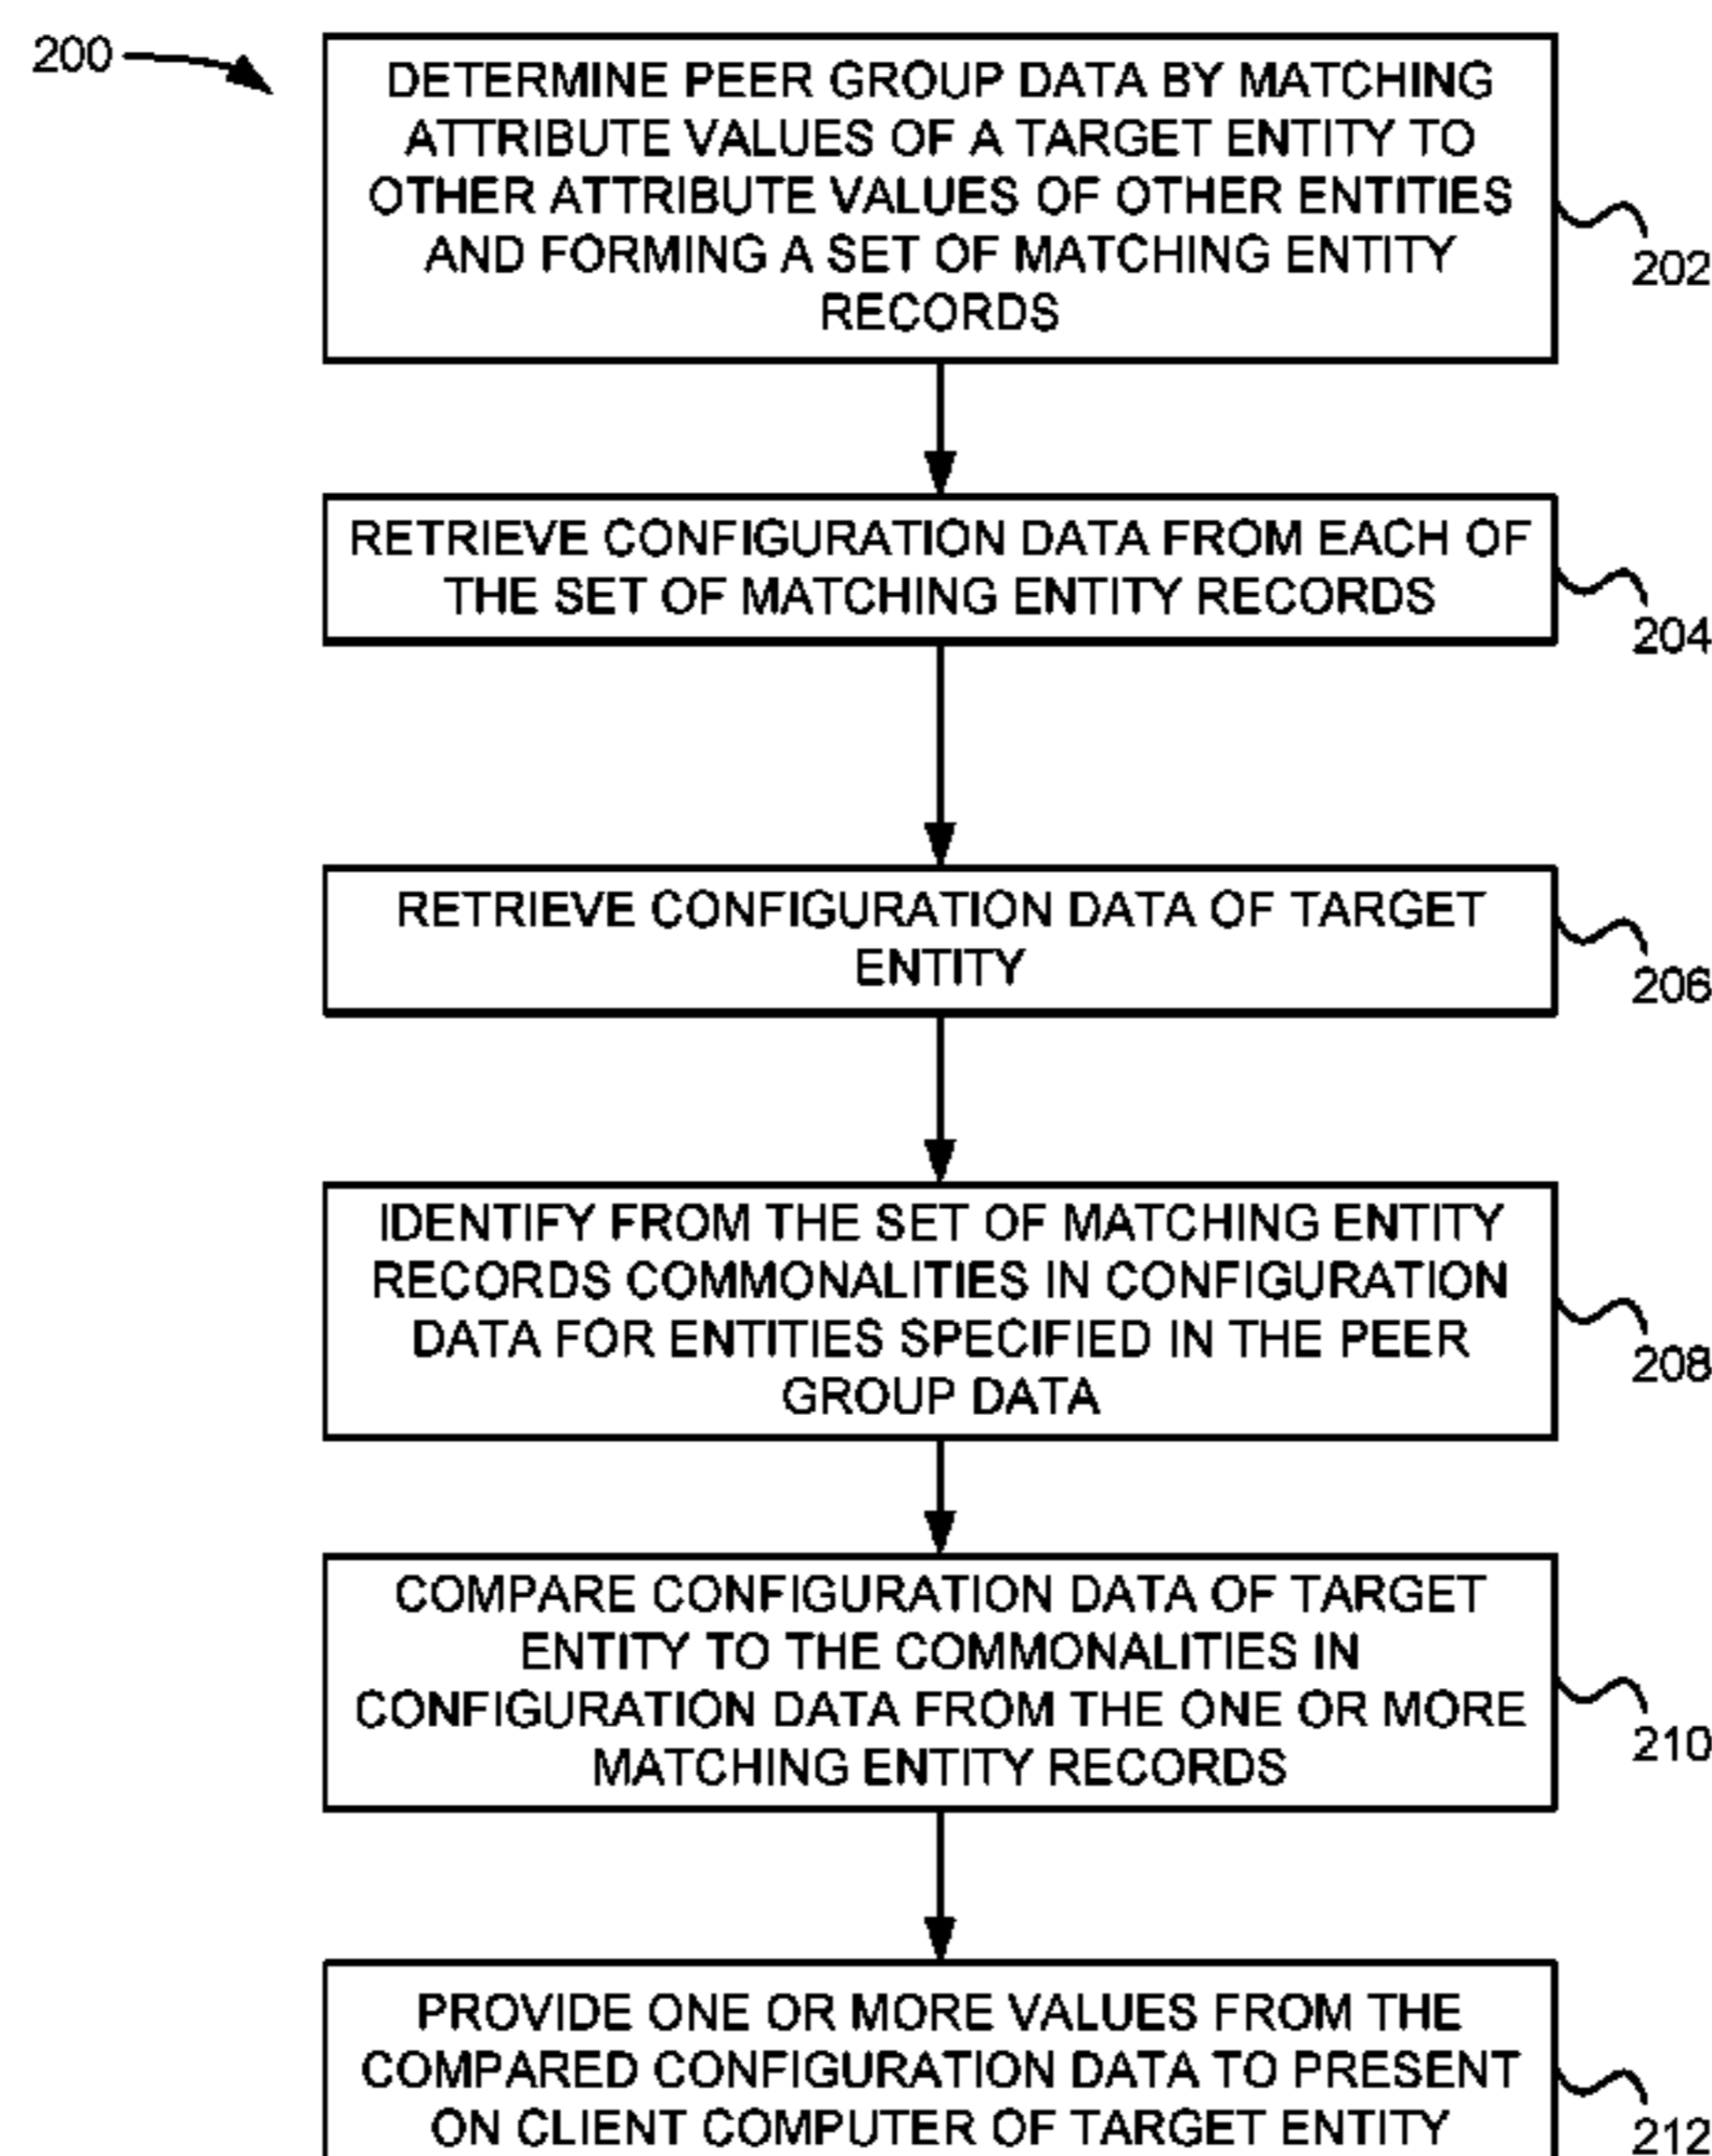 200
DETERMINE PEER GROUP DATA BY MATCHING
ATTRIBUTE VALUES OF A TARGET ENTITY TO
OTHER ATTRIBUTE VALUES OF OTHER ENTITIES
AND FORMING A SET OF MATCHING ENTITY
RECORDS
202
RETRIEVE CONFIGURATION DATA FROM EACH OF
THE SET OF MATCHING ENTITY RECORDS
204
RETRIEVE CONFIGURATION DATA OF TARGET
ENTITY
206
IDENTIFY FROM THE SET OF MATCHING ENTITY
RECORDS COMMONALITIES IN CONFIGURATION
DATA FOR ENTITIES SPECIFIED IN THE PEER
GROUP DATA
208
COMPARE CONFIGURATION DATA OF TARGET
ENTITY TO THE COMMONALITIES IN
CONFIGURATION DATA FROM THE ONE OR MORE
MATCHING ENTITY RECORDS
210
PROVIDE ONE OR MORE VALUES FROM THE
COMPARED CONFIGURATION DATA TO PRESENT
ON CLIENT COMPUTER OF TARGET ENTITY
212